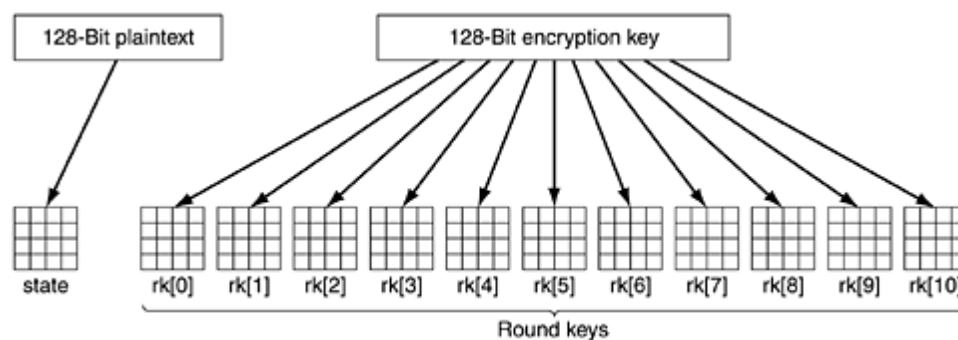 128-Bit plaintext
128-Bit encryption key
state
rk[0]
rk[1]
rk[2]
rk[3]
rk[4]
rk[5]
rk[6]
rk[7]
rk[8]
rk[9]
rk[10]
Round keys